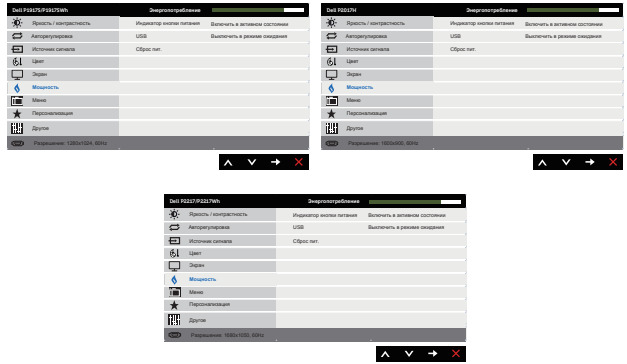 Dell P1917S/P1917SWh Энергопотребление
Яркость / контрастность Индикатор кнопки питания Включить в активном состоянии
Авторегулировка USB Выключить в режиме ожидания
Источник сигнала Сброс пит.
Цвет
Экран
Мощность
Меню
Персонализация
Другое
Разрешение: 1280x1024, 60Hz
Dell P2017H Энергопотребление
Яркость / контрастность Индикатор кнопки питания Включить в активном состоянии
Авторегулировка USB Выключить в режиме ожидания
Источник сигнала Сброс пит.
Цвет
Экран
Мощность
Меню
Персонализация
Другое
Разрешение: 1600x900, 60Hz
Dell P2217/P2217Wh Энергопотребление
Яркость / контрастность Индикатор кнопки питания Включить в активном состоянии
Авторегулировка USB Выключить в режиме ожидания
Источник сигнала Сброс пит.
Цвет
Экран
Мощность
Меню
Персонализация
Другое
Разрешение: 1680x1050, 60Hz